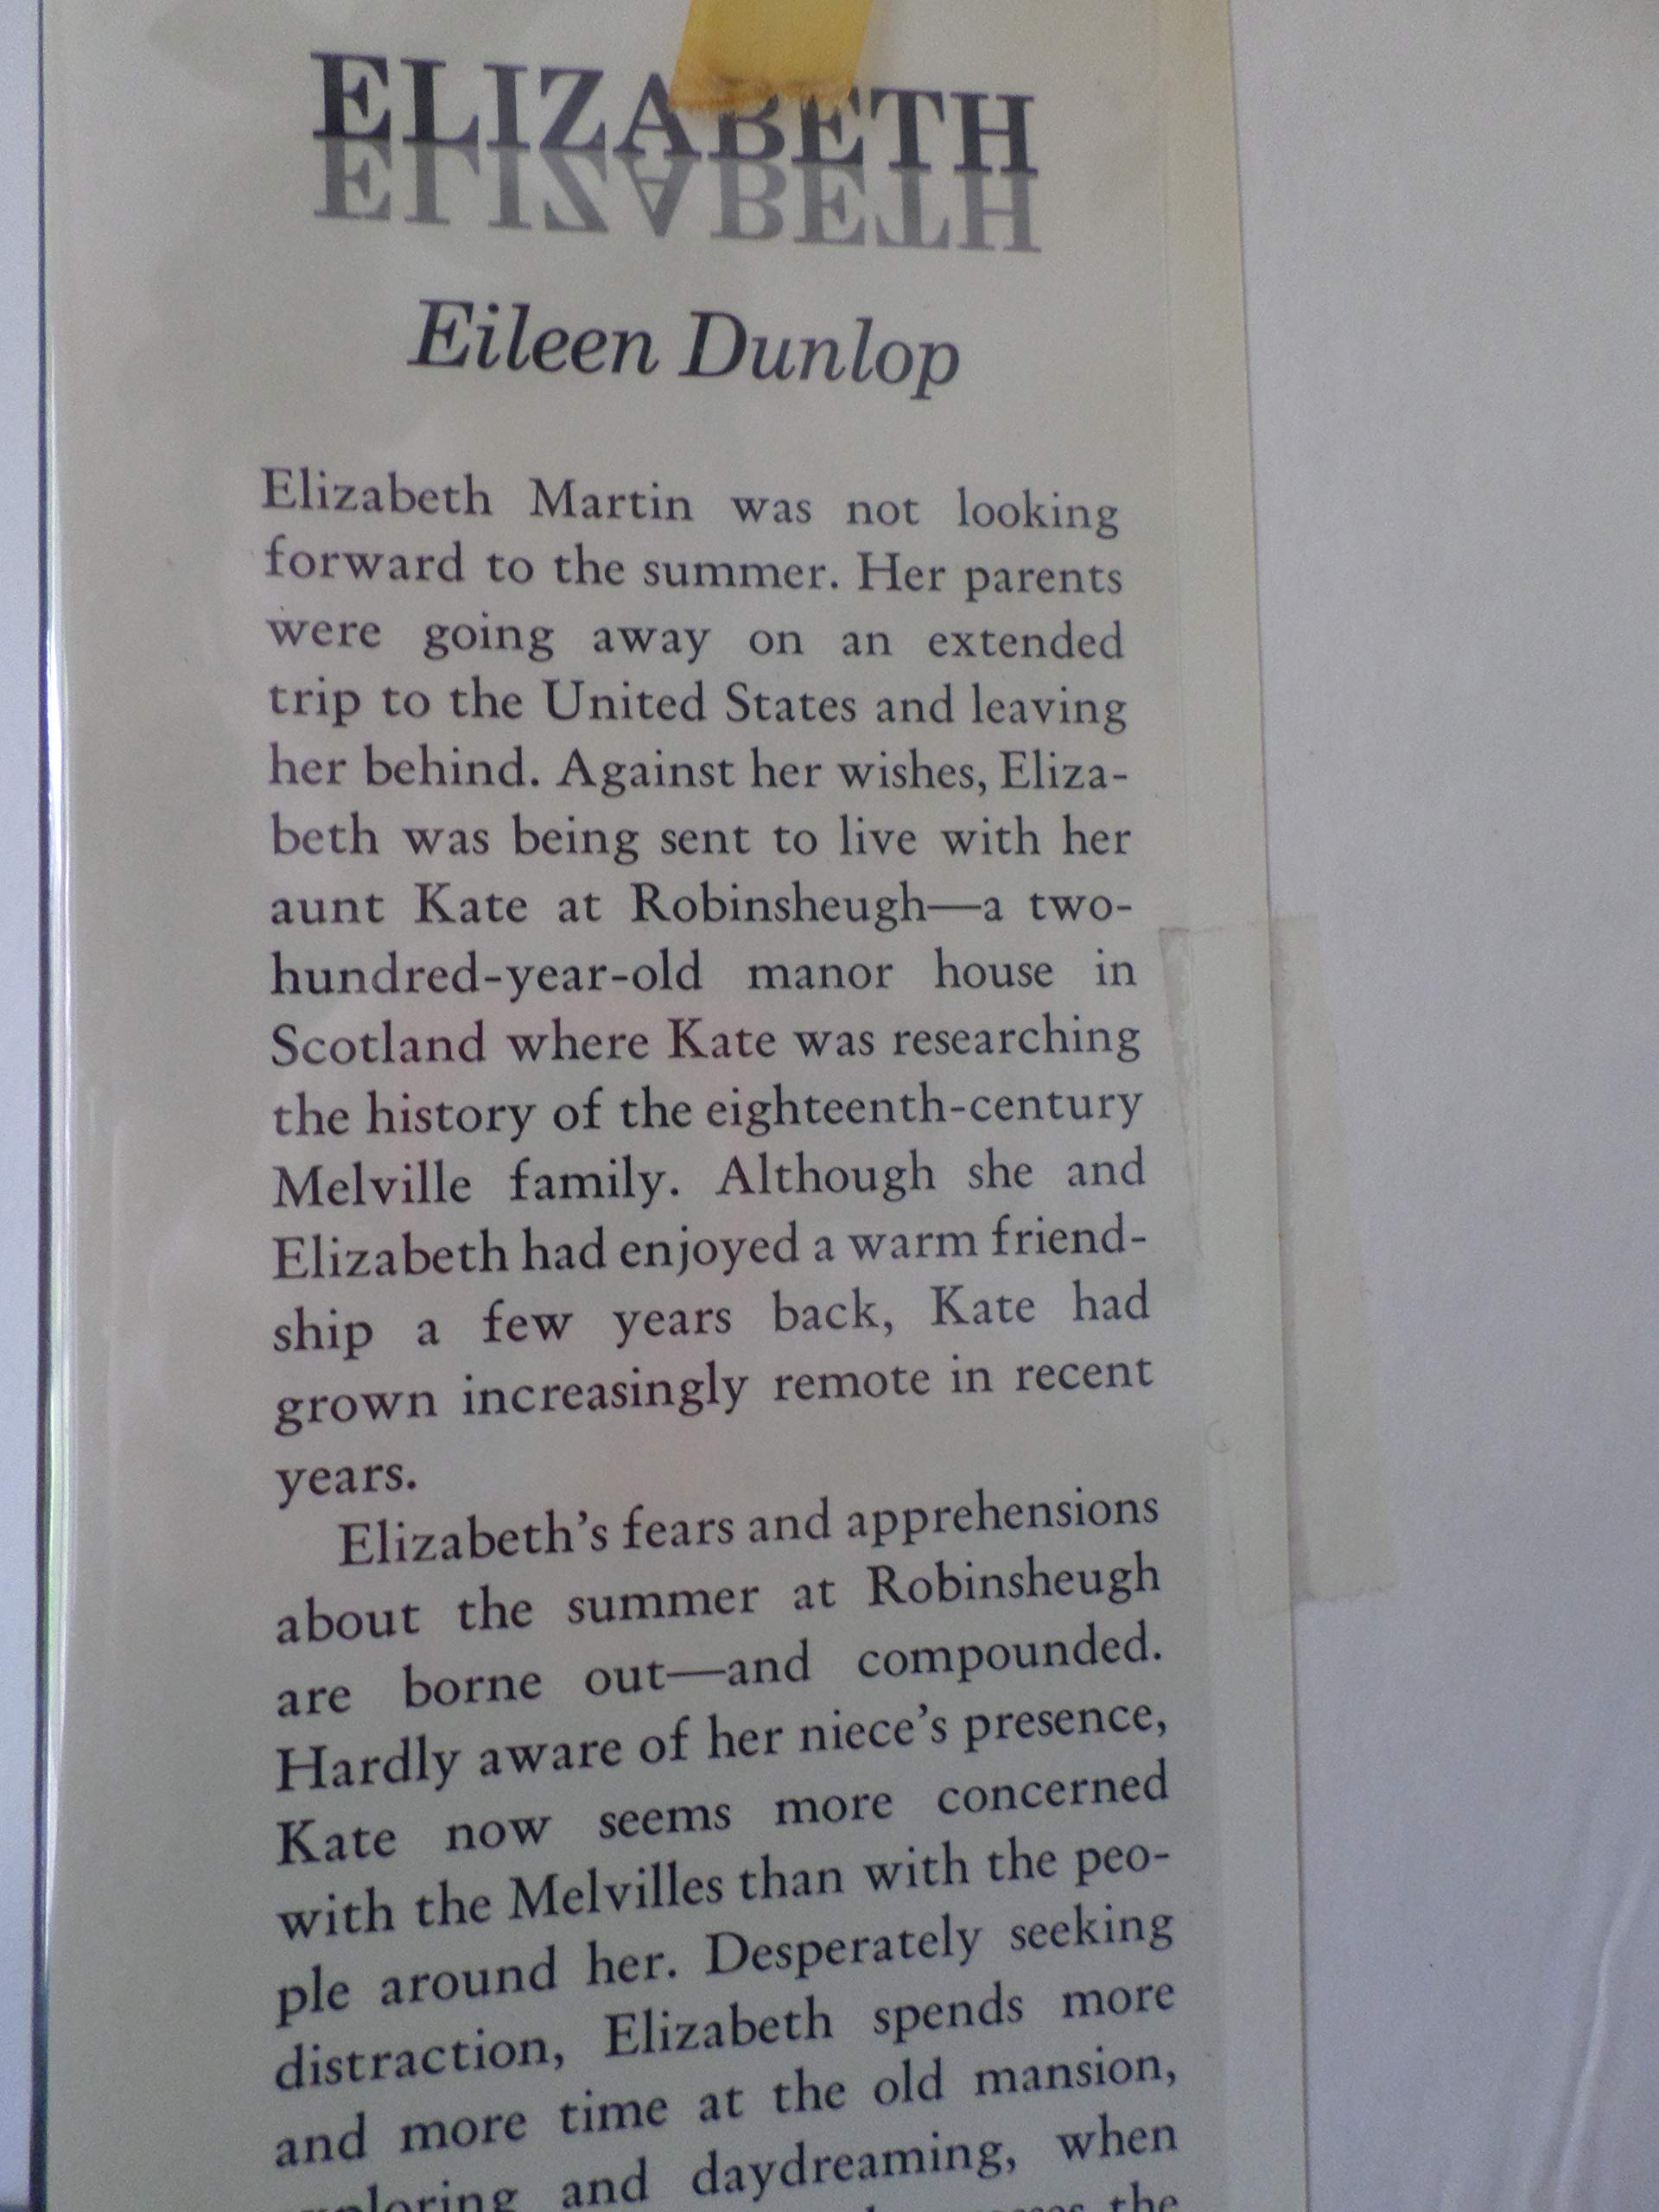 ELIZABETH
ELIZABETH
Eileen Dunlop
Elizabeth Martin was not looking
forward to the summer. Her parents
were going away on an extended
trip to the United States and leaving
her behind. Against her wishes, Eliza-
beth was being sent to live with her
aunt Kate at Robinsheugh—a two-
hundred-year-old manor house in
Scotland where Kate was researching
the history of the eighteenth-century
Melville family. Although she and
Elizabeth had enjoyed a warm friend-
ship a few years back, Kate had
grown increasingly remote in recent
years.
Elizabeth's fears and apprehensions
about the summer at Robinsheugh
are borne out—and compounded.
Hardly aware of her niece's presence,
Kate now seems more concerned
with the Melvilles than with the peo-
ple around her. Desperately seeking
distraction, Elizabeth spends more
and more time at the old mansion,
and daydreaming, when
the